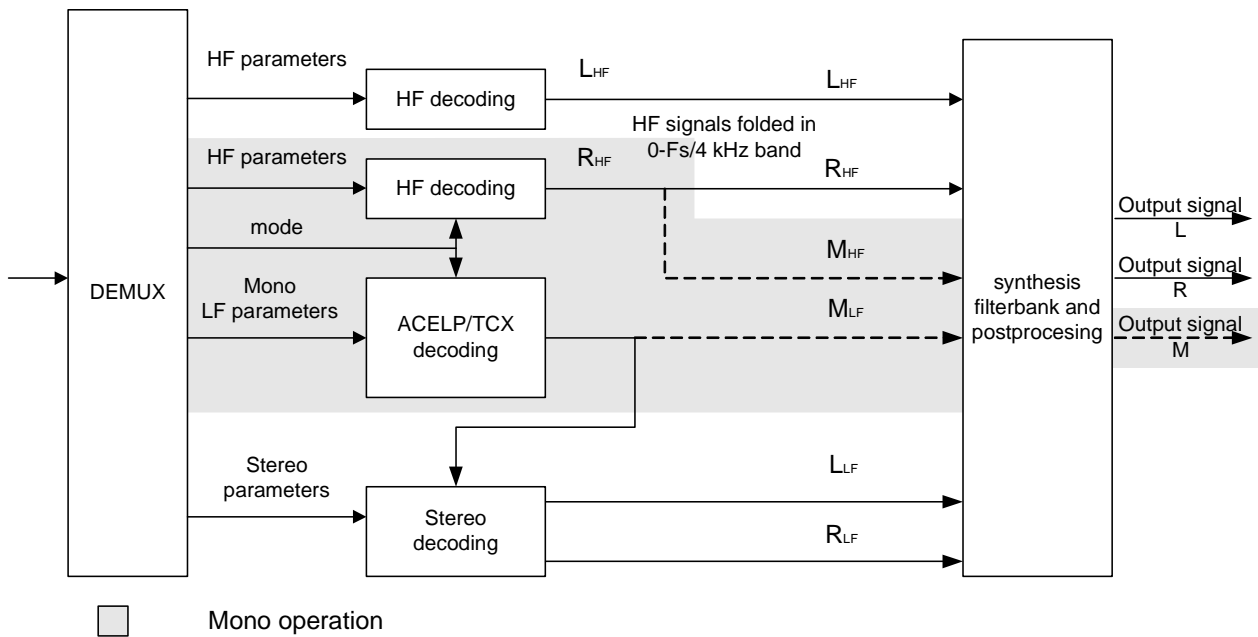 HF parameters
HF decoding
LHF
LHF
HF signals folded in
0-Fs/4 kHz band
HF parameters
HF decoding
RHF
RHF
mode
MHF
DEMUX
Mono
LF parameters
ACELP/TCX
decoding
MLF
synthesis
filterbank and
postprocesing
Output signal
L
Output signal
R
Output signal
M
Stereo
parameters
Stereo
decoding
LLF
RLF
Mono operation